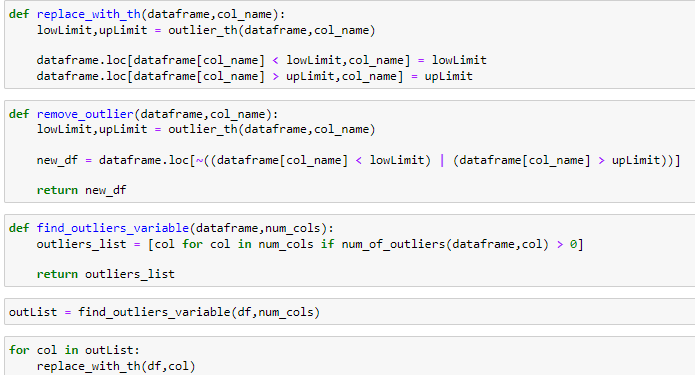 def replace_with_th(dataframe,col_name):
    lowLimit,upLimit = outlier_th(dataframe,col_name)
    dataframe.loc[dataframe[col_name] < lowLimit,col_name] = lowLimit
    dataframe.loc[dataframe[col_name] > upLimit,col_name] = upLimit
def remove_outlier(dataframe,col_name):
    lowLimit,upLimit = outlier_th(dataframe,col_name)
    new_df = dataframe.loc[~((dataframe[col_name] < lowLimit) | (dataframe[col_name] > upLimit))]
    return new_df
def find_outliers_variable(dataframe,num_cols):
    outliers_list = [col for col in num_cols if num_of_outliers(dataframe,col) > 0]
    return outliers_list
outList = find_outliers_variable(df,num_cols)
for col in outList:
    replace_with_th(df,col)